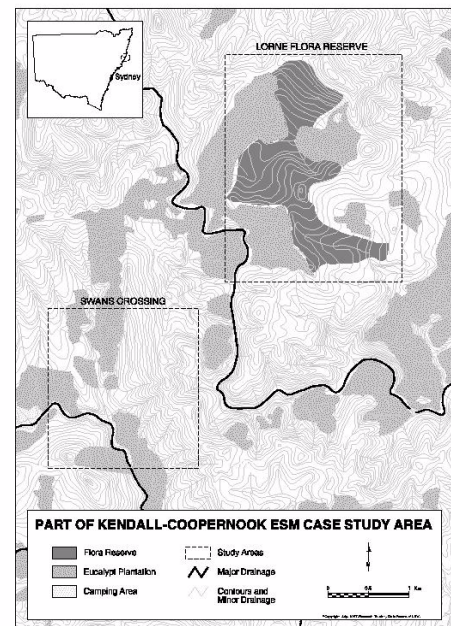 LORNE FLORA RESERVE
Sydney
SWANS CROSSING
PART OF KENDALL-COOPERNOOK ESM CASE STUDY AREA
Flora Reserve
Study Areas
Eucalypt Plantation
Major Drainage
Camping Area
Contours and
Minor Drainage
0 0.5 1 Km